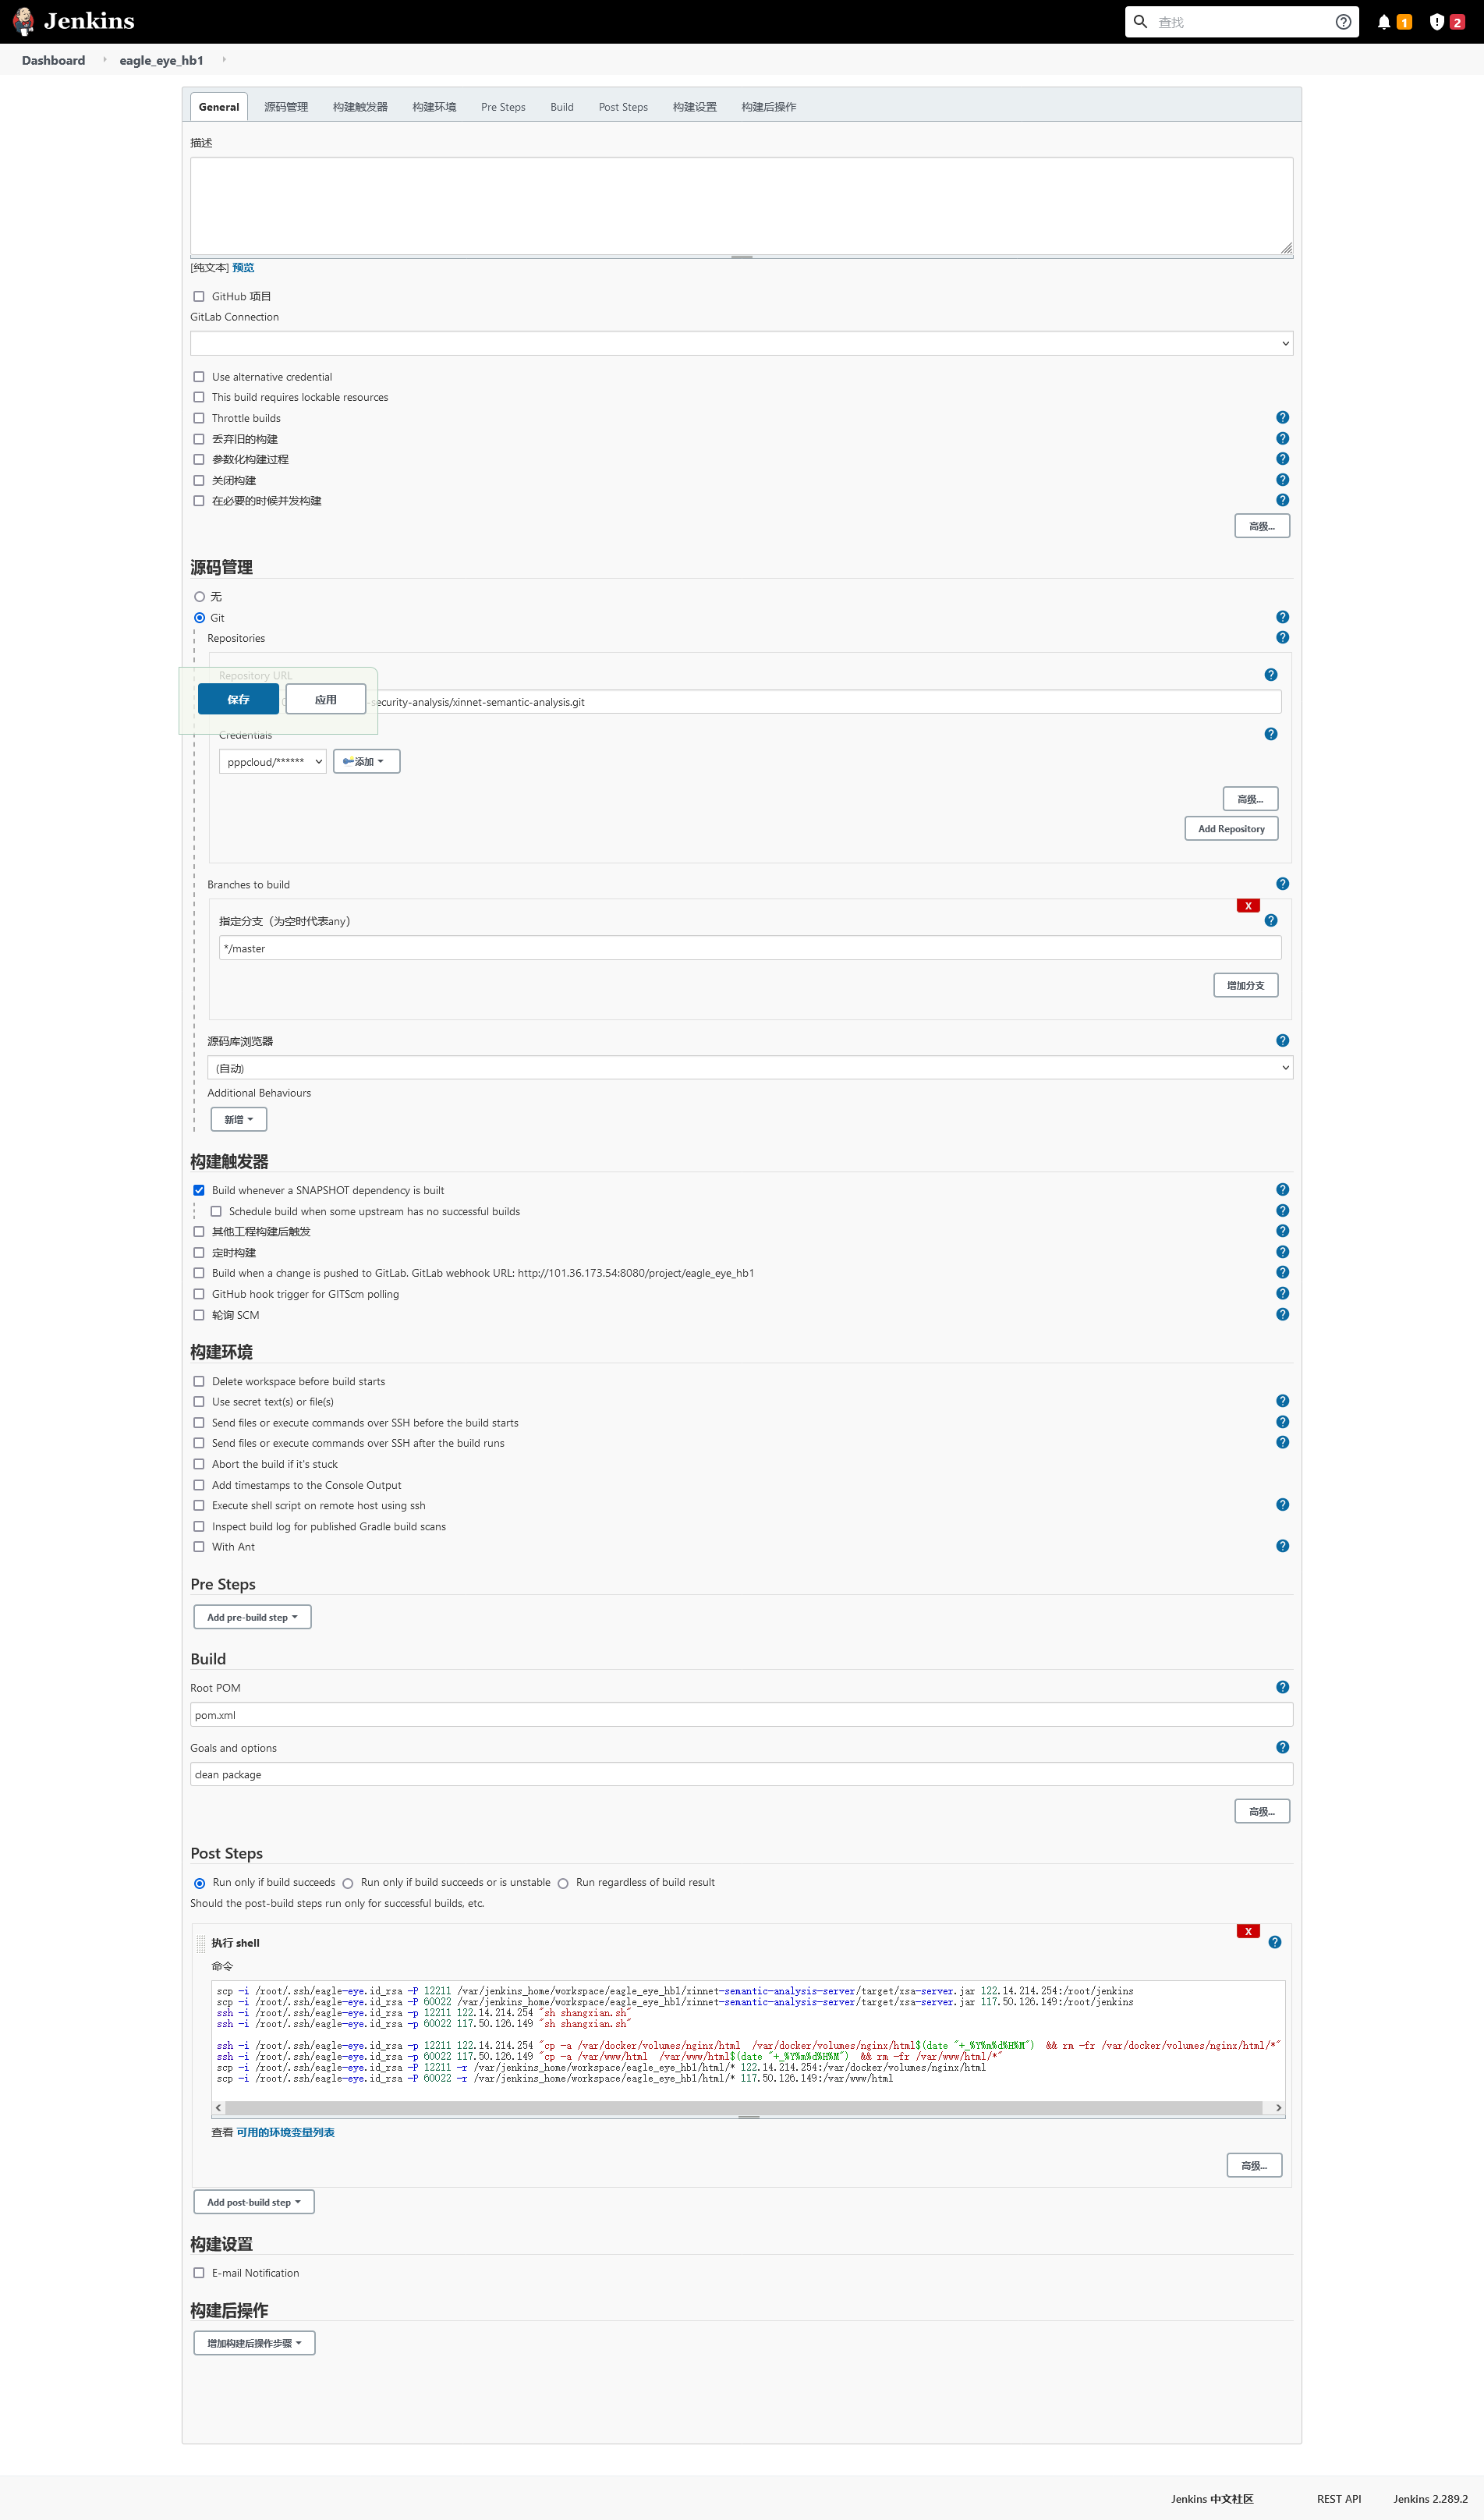 Jenkins
查找
1
2
Dashboard
eagle_eye_hb1
General 源码管理 构建触发器 构建环境 Pre Steps Build Post Steps 构建设置 构建后操作
描述
[纯文本] 预览
GitHub 项目
GitLab Connection
Use alternative credential
This build requires lockable resources
Throttle builds
丢弃旧的构建
参数化构建过程
关闭构建
在必要的时候并发构建
高级...
源码管理
无
Git
Repositories
Repository URL
保存 应用
-security-analysis/xinnet-semantic-analysis.git
Credentials
pppcloud/****** 添加
高级...
Add Repository
Branches to build
X
指定分支（为空时代表any）
*/master
增加分支
源码库浏览器
(自动)
Additional Behaviours
新增
构建触发器
Build whenever a SNAPSHOT dependency is built
Schedule build when some upstream has no successful builds
其他工程构建后触发
定时构建
Build when a change is pushed to GitLab. GitLab webhook URL: http://101.36.173.54:8080/project/eagle_eye_hb1
GitHub hook trigger for GITScm polling
轮询 SCM
构建环境
Delete workspace before build starts
Use secret text(s) or file(s)
Send files or execute commands over SSH before the build starts
Send files or execute commands over SSH after the build runs
Abort the build if it's stuck
Add timestamps to the Console Output
Execute shell script on remote host using ssh
Inspect build log for published Gradle build scans
With Ant
Pre Steps
Add pre-build step
Build
Root POM
pom.xml
Goals and options
clean package
高级...
Post Steps
Run only if build succeeds Run only if build succeeds or is unstable Run regardless of build result
Should the post-build steps run only for successful builds, etc.
X
执行 shell
命令
scp -i /root/.ssh/eagle-eye.id_rsa -P 12211 /var/jenkins_home/workspace/eagle_eye_hb1/xinnet-semantic-analysis-server/target/xsa-server.jar 122.14.214.254:/root/jenkins
scp -i /root/.ssh/eagle-eye.id_rsa -P 60022 /var/jenkins_home/workspace/eagle_eye_hb1/xinnet-semantic-analysis-server/target/xsa-server.jar 117.50.126.149:/root/jenkins
ssh -i /root/.ssh/eagle-eye.id_rsa -p 12211 122.14.214.254 "sh shangxian.sh"
ssh -i /root/.ssh/eagle-eye.id_rsa -p 60022 117.50.126.149 "sh shangxian.sh"
ssh -i /root/.ssh/eagle-eye.id_rsa -p 12211 122.14.214.254 "cp -a /var/docker/volumes/nginx/html  /var/docker/volumes/nginx/html$(date "+_%Y%m%d%H%M")  && rm -fr /var/docker/volumes/nginx/html/*"
ssh -i /root/.ssh/eagle-eye.id_rsa -p 60022 117.50.126.149 "cp -a /var/www/html  /var/www/html$(date "+_%Y%m%d%H%M")  && rm -fr /var/www/html/*"
scp -i /root/.ssh/eagle-eye.id_rsa -P 12211 -r /var/jenkins_home/workspace/eagle_eye_hb1/html/* 122.14.214.254:/var/docker/volumes/nginx/html
scp -i /root/.ssh/eagle-eye.id_rsa -P 60022 -r /var/jenkins_home/workspace/eagle_eye_hb1/html/* 117.50.126.149:/var/www/html
查看 可用的环境变量列表
高级...
Add post-build step
构建设置
E-mail Notification
构建后操作
增加构建后操作步骤
Jenkins 中文社区 REST API Jenkins 2.289.2